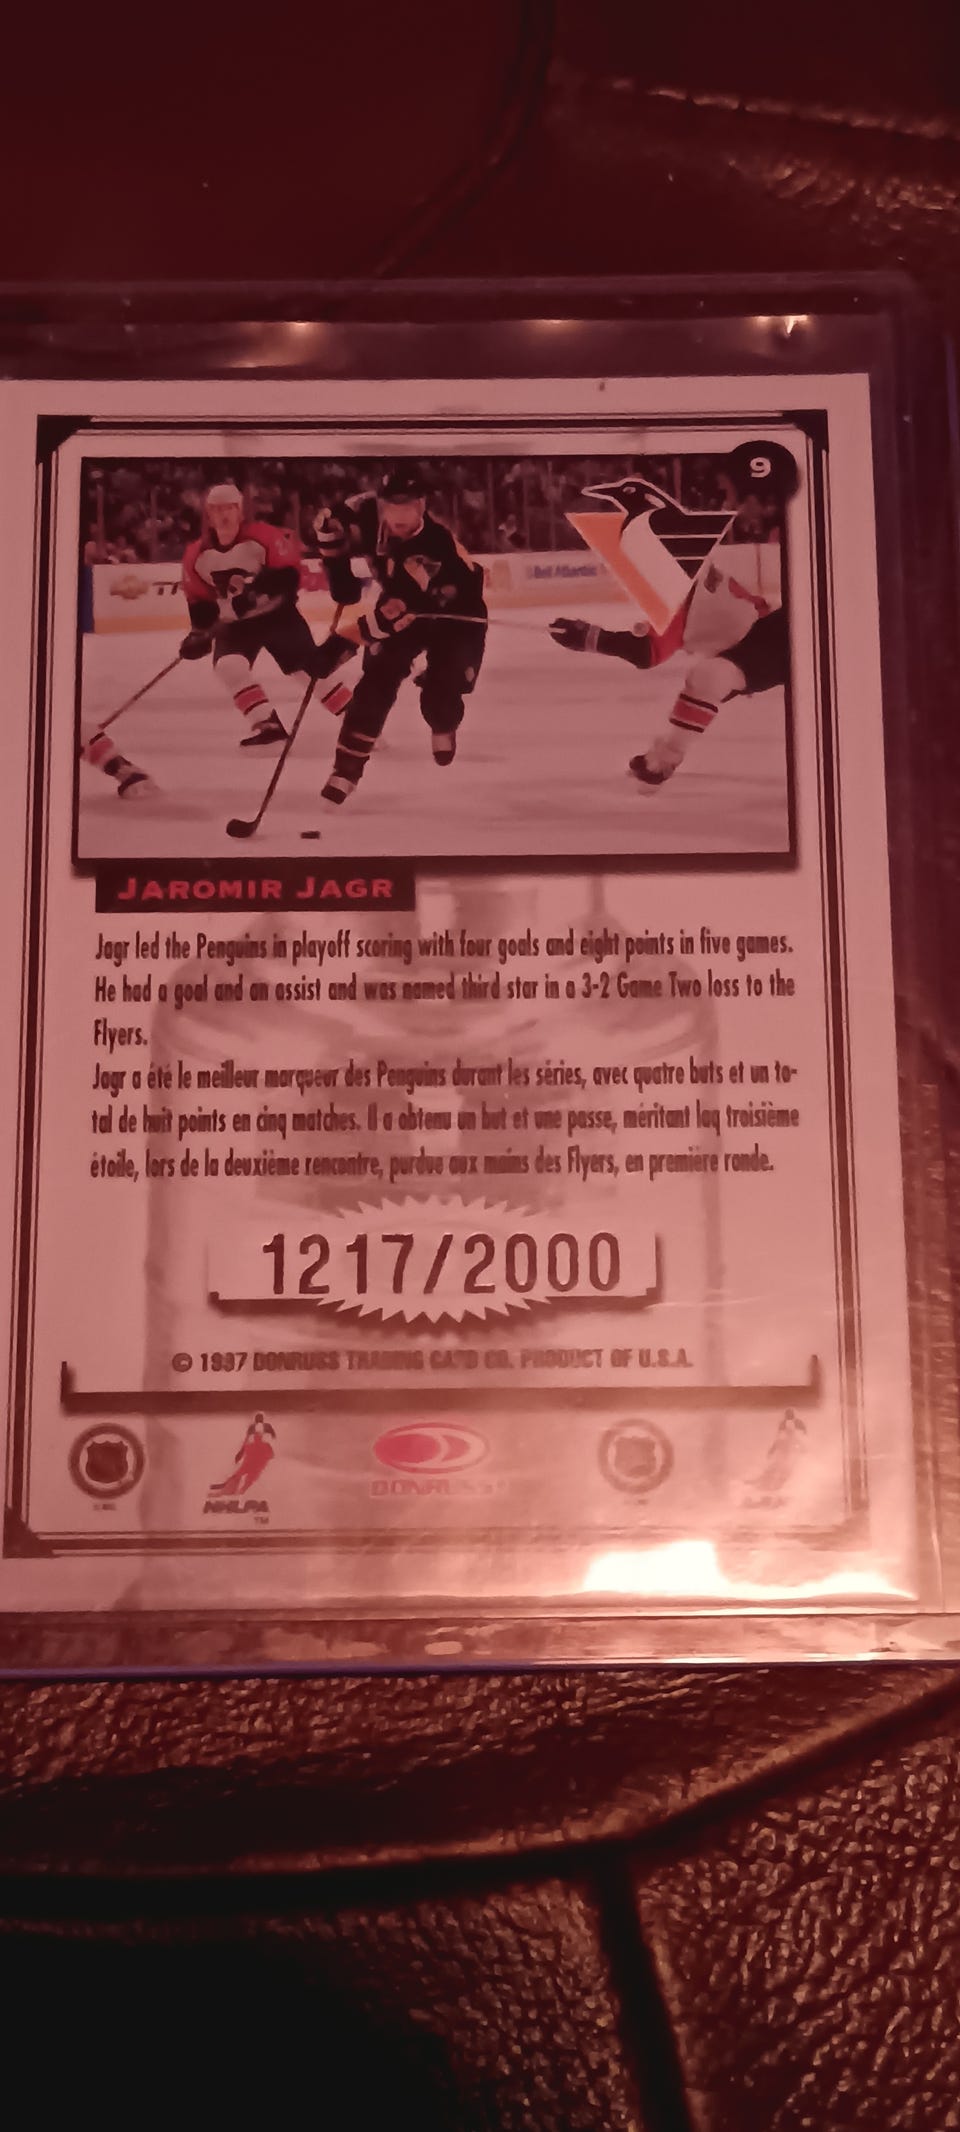 9
Bell Atlantic
JAROMIR JAGR
Jagr led the Penguins in playoff scoring with four goals and eight points in five games.
He had a goal and an assist and was named third star in a 3-2 Game Two loss to the
Flyers.
Jagr a été le meilleur marqueur des Penguins durant les séries, avec quatre buts et un to-
tal de huit points en cinq matches. Il a obtenu un but et une passe, méritant laq troisième
étoile, lors de la deuxième rencontre, purdue aux mains des Flyers, en première ronde.
1217/2000
© 1997 DONRUSS TRADING CARD CO. PRODUCT OF U.S.A.
NHLPA
TM
DONRUSS